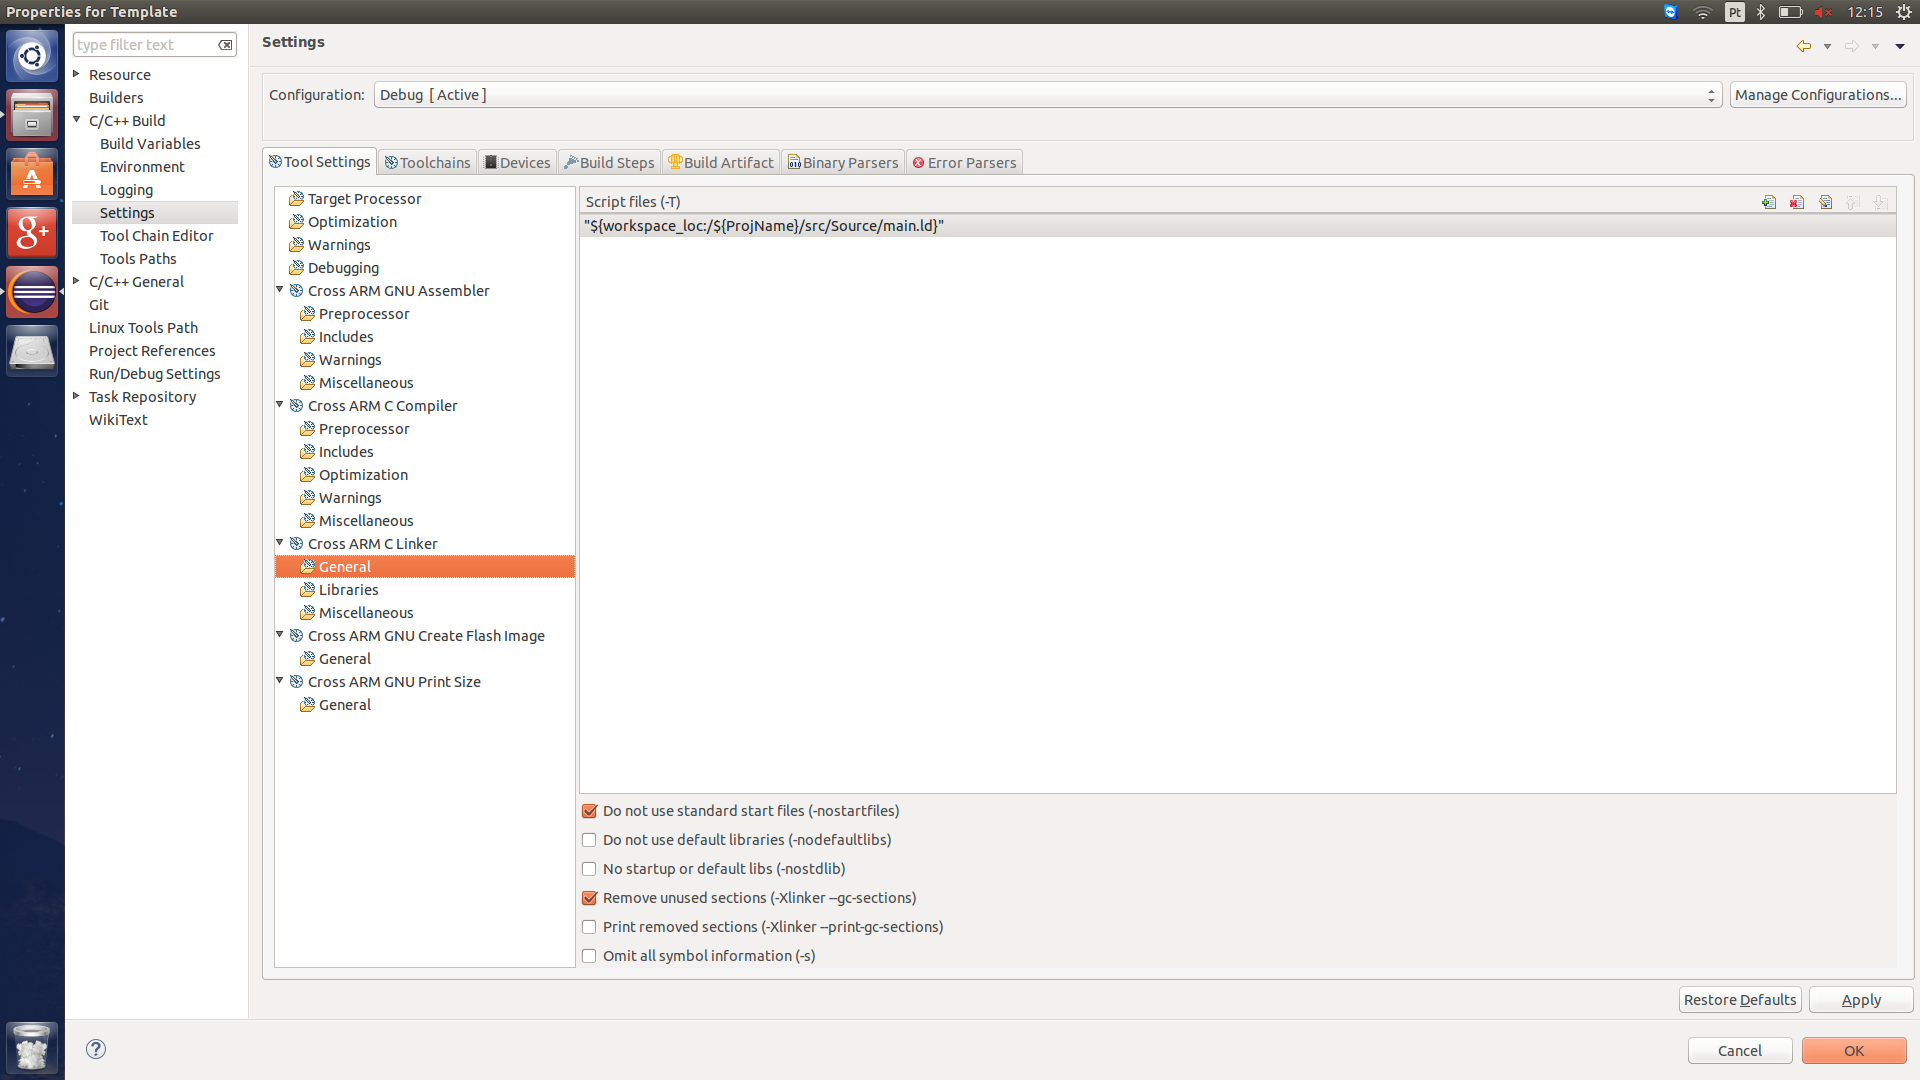 Properties for Template
Pt
12:15
type filter text
Resource
Builders
C/C++ Build
Build Variables
Environment
Logging
Settings
Tool Chain Editor
Tools Paths
C/C++ General
Git
Linux Tools Path
Project References
Run/Debug Settings
Task Repository
WikiText
Settings
Configuration:
Debug [ Active ]
Manage Configurations...
Tool Settings
Toolchains
Devices
Build Steps
Build Artifact
Binary Parsers
Error Parsers
Target Processor
Optimization
Warnings
Debugging
Cross ARM GNU Assembler
Preprocessor
Includes
Warnings
Miscellaneous
Cross ARM C Compiler
Preprocessor
Includes
Optimization
Warnings
Miscellaneous
Cross ARM C Linker
General
Libraries
Miscellaneous
Cross ARM GNU Create Flash Image
General
Cross ARM GNU Print Size
General
Script files (-T)
"${workspace_loc:/${ProjName}/src/Source/main.ld}"
Do not use standard start files (-nostartfiles)
Do not use default libraries (-nodefaultlibs)
No startup or default libs (-nostdlib)
Remove unused sections (-Xlinker --gc-sections)
Print removed sections (-Xlinker --print-gc-sections)
Omit all symbol information (-s)
Restore Defaults
Apply
Cancel
OK